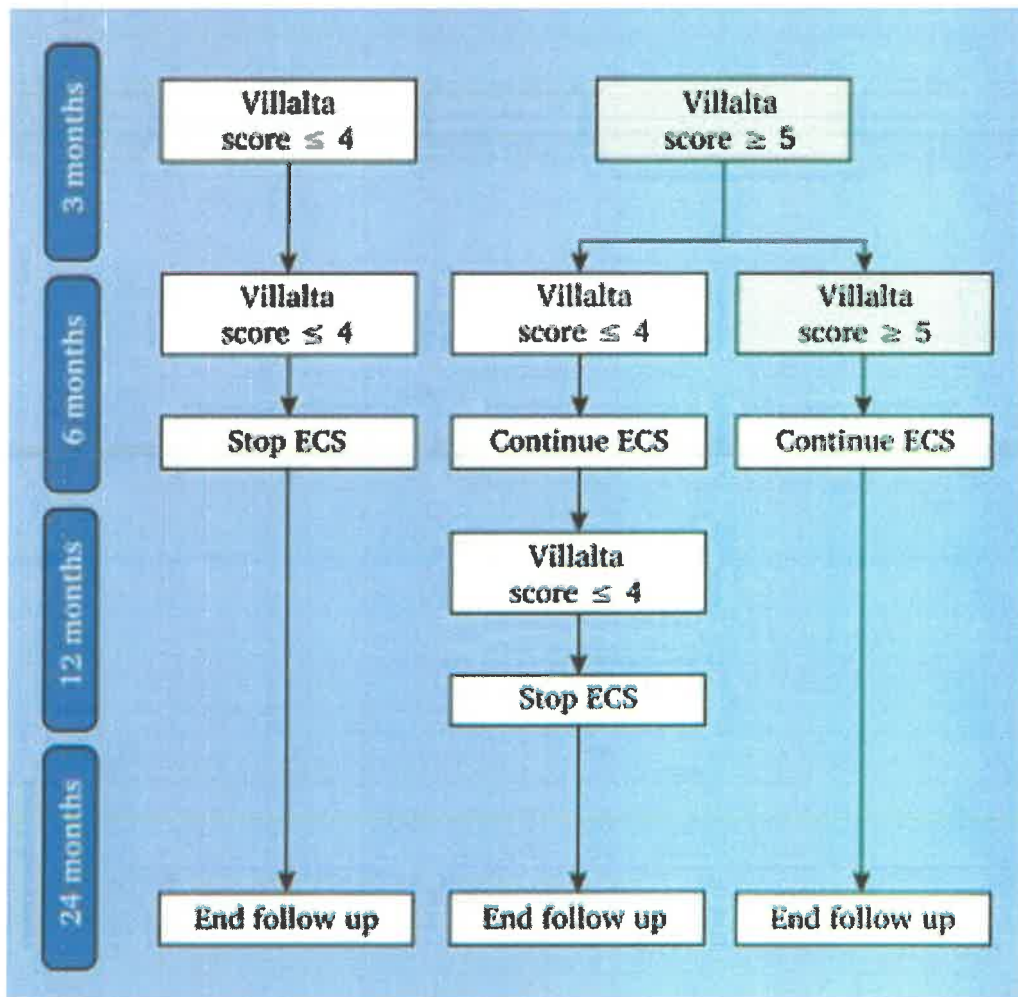 3 months
Villalta
score ≤ 4
Villalta
score ≥ 5
6 months
Villalta
score ≤ 4
Villalta
score ≤ 4
Villalta
score ≥ 5
Stop ECS
Continue ECS
Continue ECS
12 months
Villalta
score ≤ 4
Stop ECS
24 months
End follow up
End follow up
End follow up